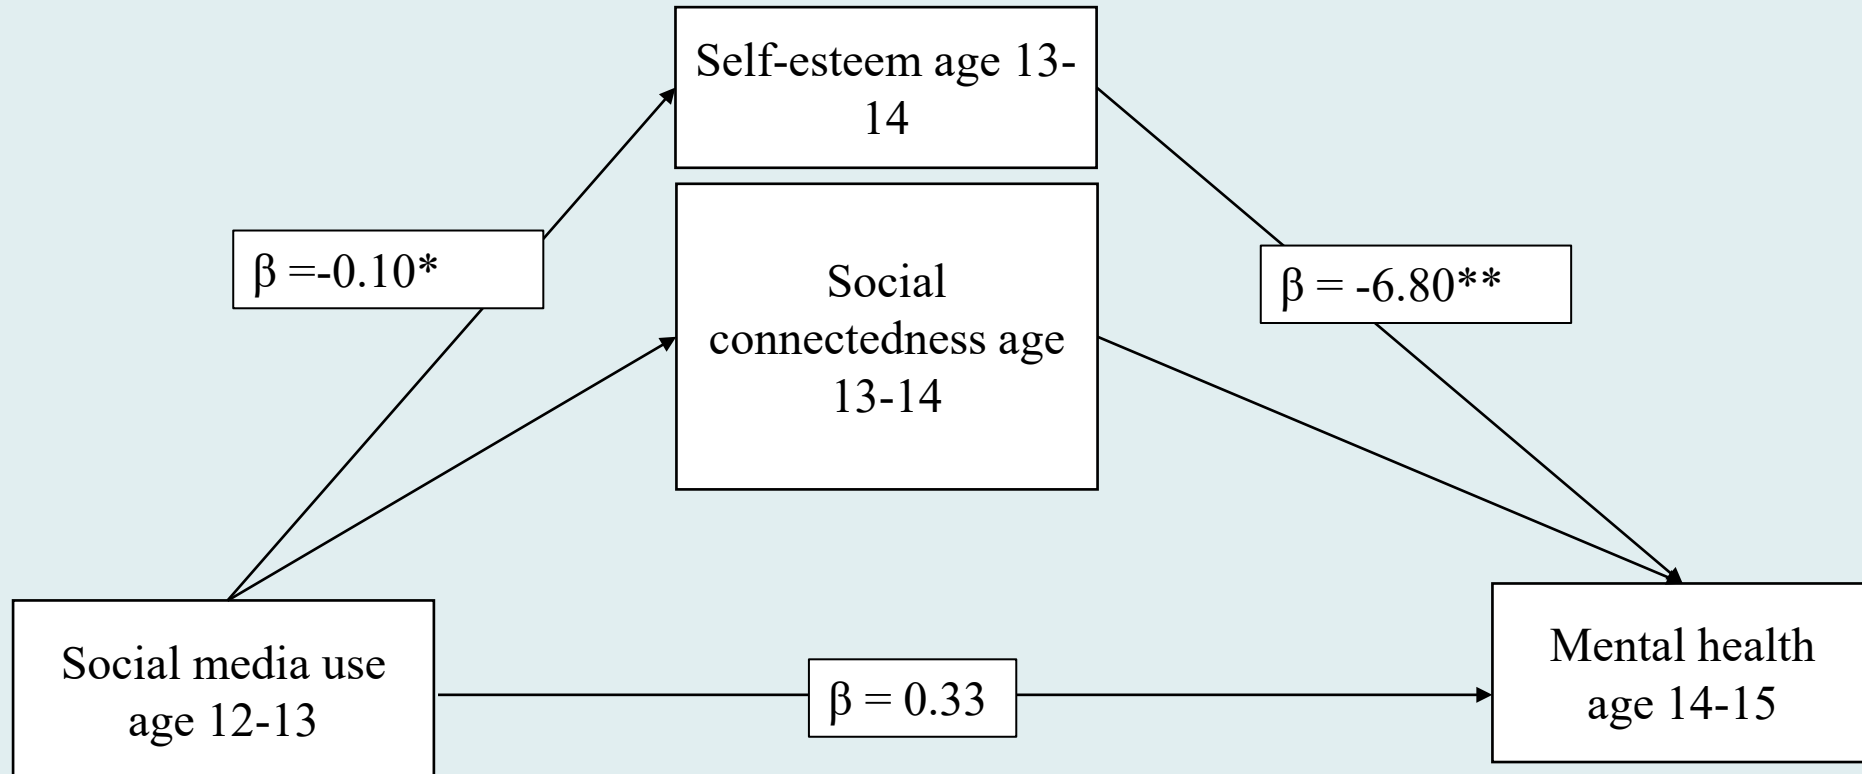 Self-esteem age 13-
14
β =-0.10*
Social
connectedness age
13-14
β = -6.80**
Social media use
age 12-13
β = 0.33
Mental health
age 14-15